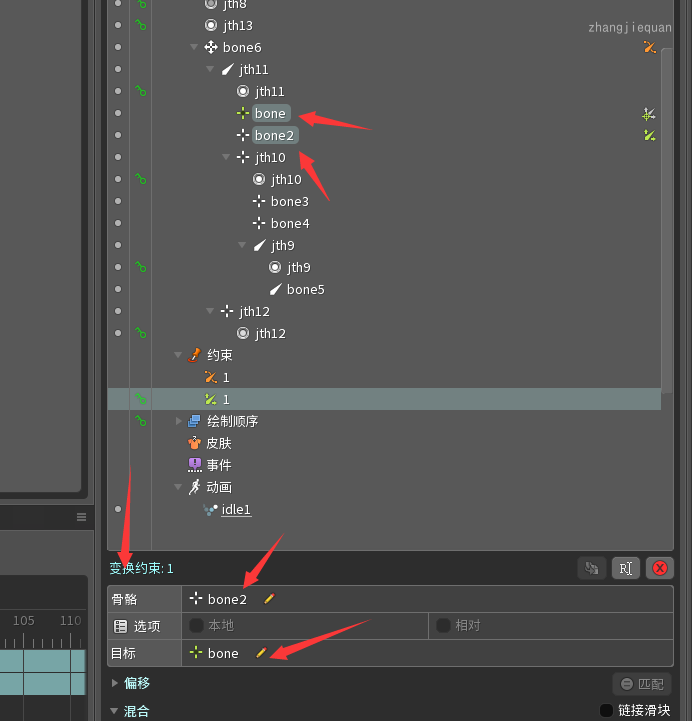 jth8
jth13
zhangjiequan
bone6
jth11
jth11
bone
bone2
jth10
jth10
bone3
bone4
jth9
jth9
bone5
jth12
jth12
约束
1
1
绘制顺序
皮肤
事件
动画
idle1
变换约束: 1
骨骼 bone2
105 110
选项 本地 相对
目标 bone
偏移 匹配
混合 链接滑块